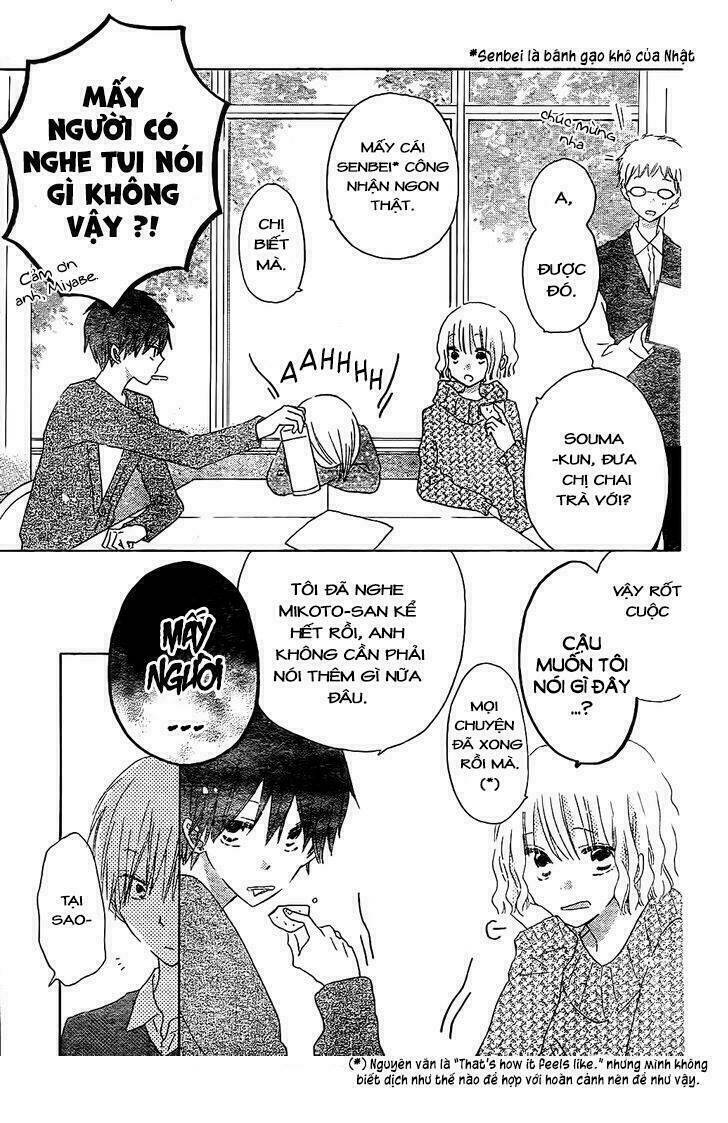 *Senbei là bánh gạo khô của Nhật
chúc mừng
nha
A,
ĐƯỢC
ĐÓ.
MẤY CÁI
SENBEI* CÔNG
NHẬN NGON
THẬT.
CHỊ
BIẾT
MÀ.
MẤY
NGƯỜI CÓ
NGHE TUI NÓI
GÌ KHÔNG
VẬY ?!
Cảm ơn
anh, Miyabe.
AAHHHH
SOUMA
-KUN, ĐƯA
CHỊ CHAI
TRÀ VỚI?
VẬY RỐT
CUỘC
CẬU
MUỐN TÔI
NÓI GÌ ĐÂY
...?
MỌI
CHUYỆN
ĐÃ XONG
RỒI MÀ.
(*)
TÔI ĐÃ NGHE
MIKOTO-SAN KỂ
HẾT RỒI, ANH
KHÔNG CẦN PHẢI
NÓI THÊM GÌ NỮA
ĐÂU.
MẤY
NGƯỜI
...
TẠI
SAO-
(*) Nguyên văn là "That's how it feels like." nhưng mình không
biết dịch như thế nào để hợp với hoàn cảnh nên để như vậy.